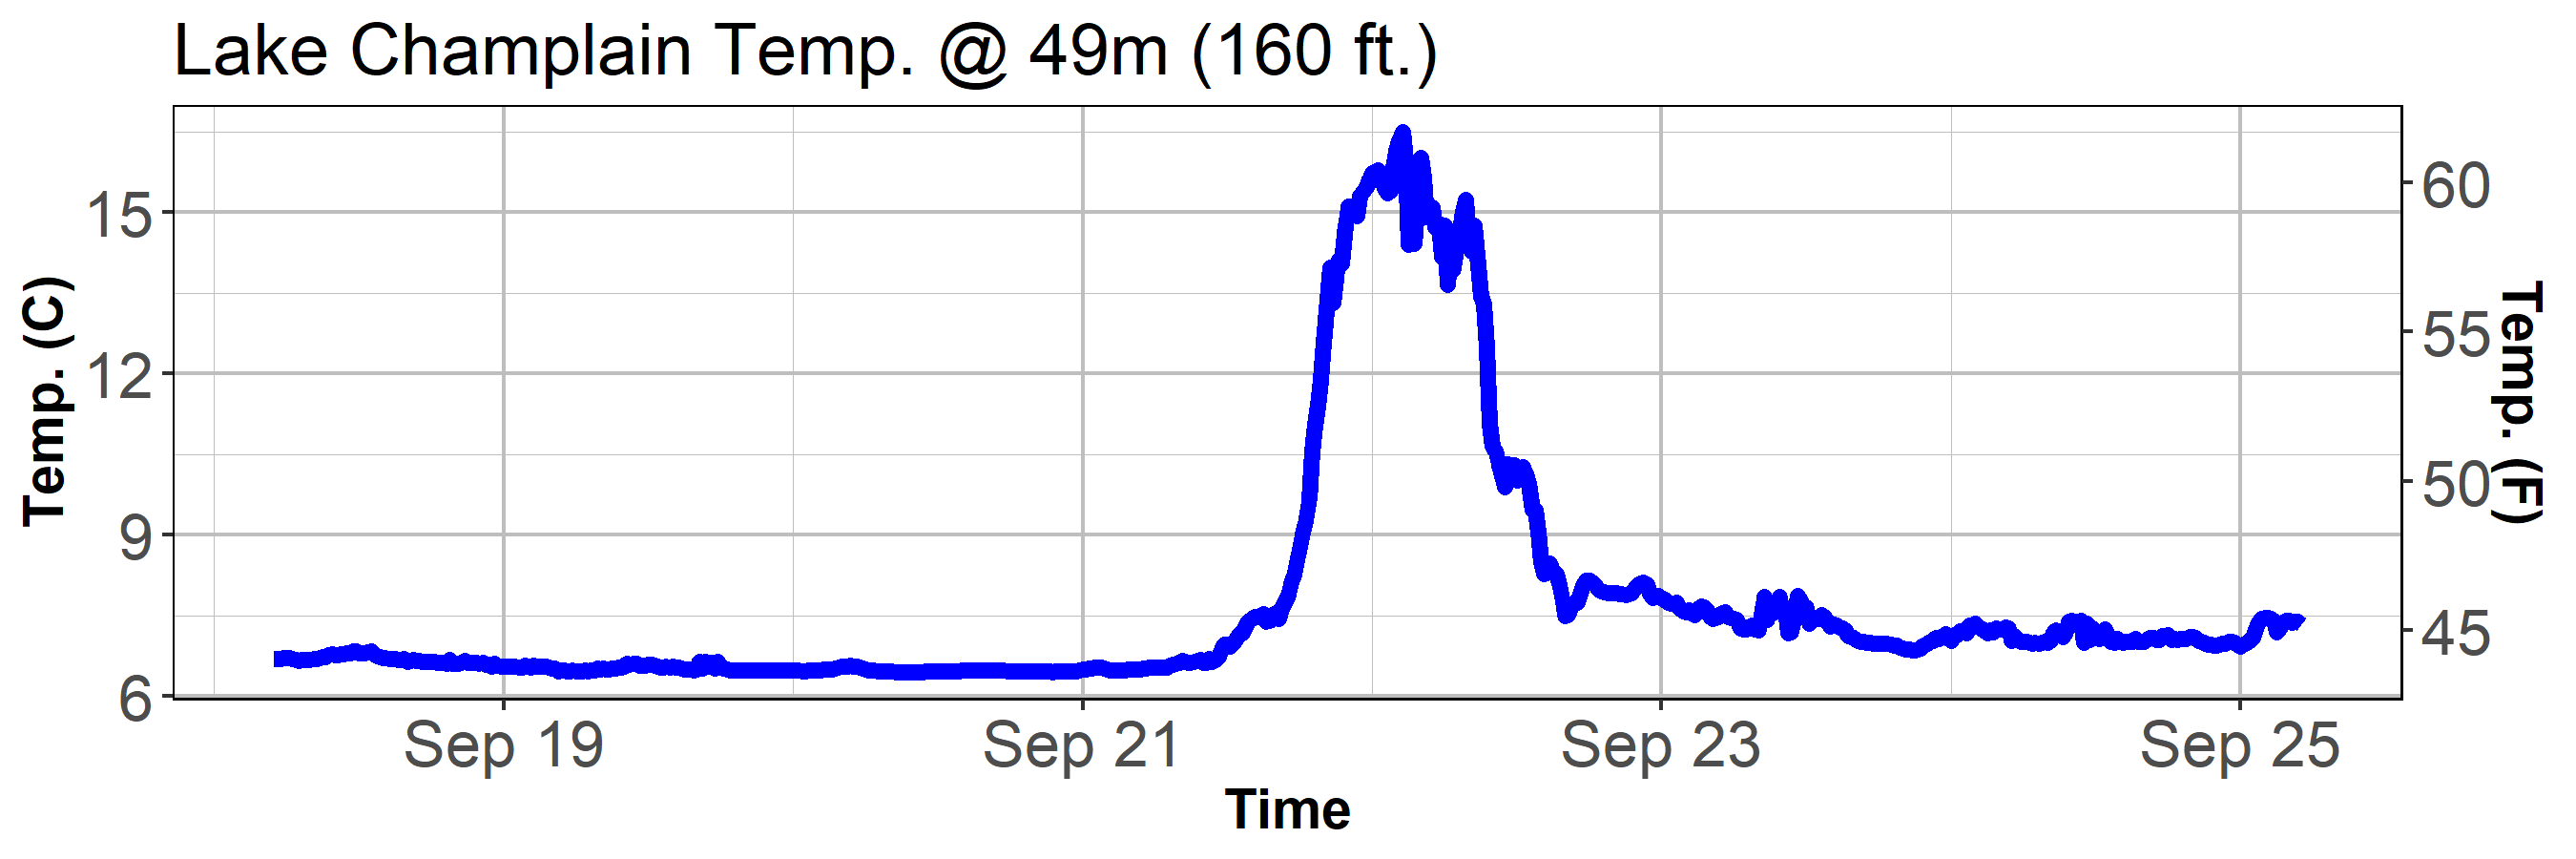 Lake Champlain Temp. @ 49m (160 ft.)
Temp. (C)
15
12
9
6
60
55
50
45
Temp. (F)
Sep 19 Sep 21 Sep 23 Sep 25
Time